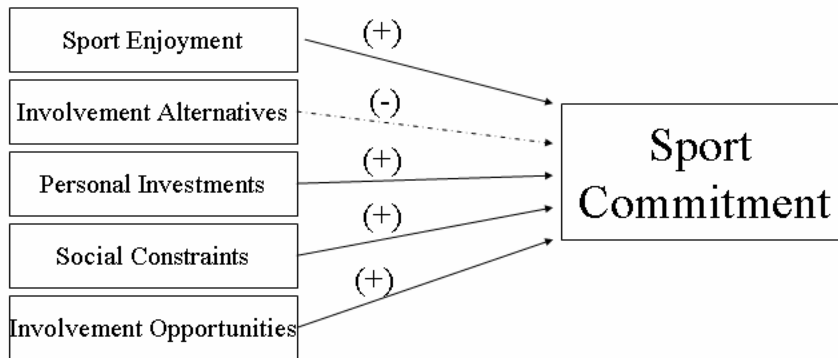 Sport Enjoyment
(+)
Involvement Alternatives
(-)
Personal Investments
(+)
Social Constraints
(+)
Involvement Opportunities
(+)
Sport
Commitment